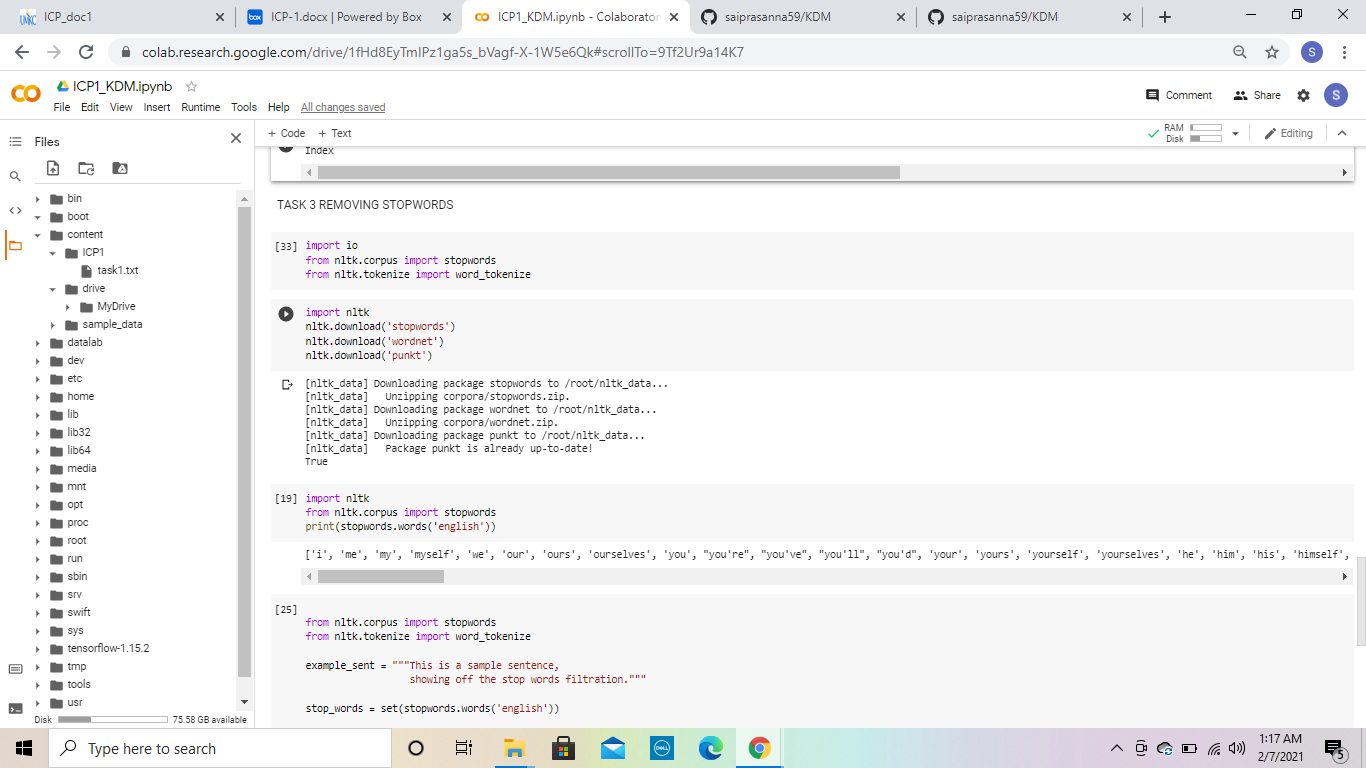 ICP_doc1
ICP-1.docx | Powered by Box
ICP1_KDM.ipynb - Colaborator
saiprasanna59/KDM
saiprasanna59/KDM
colab.research.google.com/drive/1fHd8EyTmIPz1ga5s_bVagf-X-1W5e6Qk#scrollTo=9Tf2Ur9a14K7
S
ICP1_KDM.ipynb
File Edit View Insert Runtime Tools Help All changes saved
Comment Share S
Files
+ Code + Text
RAM
Disk
Editing
bin
boot
content
ICP1
task1.txt
drive
MyDrive
sample_data
datalab
dev
etc
home
lib
lib32
lib64
media
mnt
opt
proc
root
run
sbin
srv
swift
sys
tensorflow-1.15.2
tmp
tools
usr
Disk 75.58 GB available
Index
TASK 3 REMOVING STOPWORDS
[33] import io
from nltk.corpus import stopwords
from nltk.tokenize import word_tokenize
import nltk
nltk.download('stopwords')
nltk.download('wordnet')
nltk.download('punkt')
[nltk_data] Downloading package stopwords to /root/nltk_data...
[nltk_data]   Unzipping corpora/stopwords.zip.
[nltk_data] Downloading package wordnet to /root/nltk_data...
[nltk_data]   Unzipping corpora/wordnet.zip.
[nltk_data] Downloading package punkt to /root/nltk_data...
[nltk_data]   Package punkt is already up-to-date!
True
[19] import nltk
from nltk.corpus import stopwords
print(stopwords.words('english'))
['i', 'me', 'my', 'myself', 'we', 'our', 'ours', 'ourselves', 'you', "you're", "you've", "you'll", "you'd", 'your', 'yours', 'yourself', 'yourselves', 'he', 'him', 'his', 'himself',
[25]
from nltk.corpus import stopwords
from nltk.tokenize import word_tokenize
example_sent = """This is a sample sentence,
showing off the stop words filtration."""
stop_words = set(stopwords.words('english'))
Type here to search
DELL
1:17 AM
2/7/2021
5